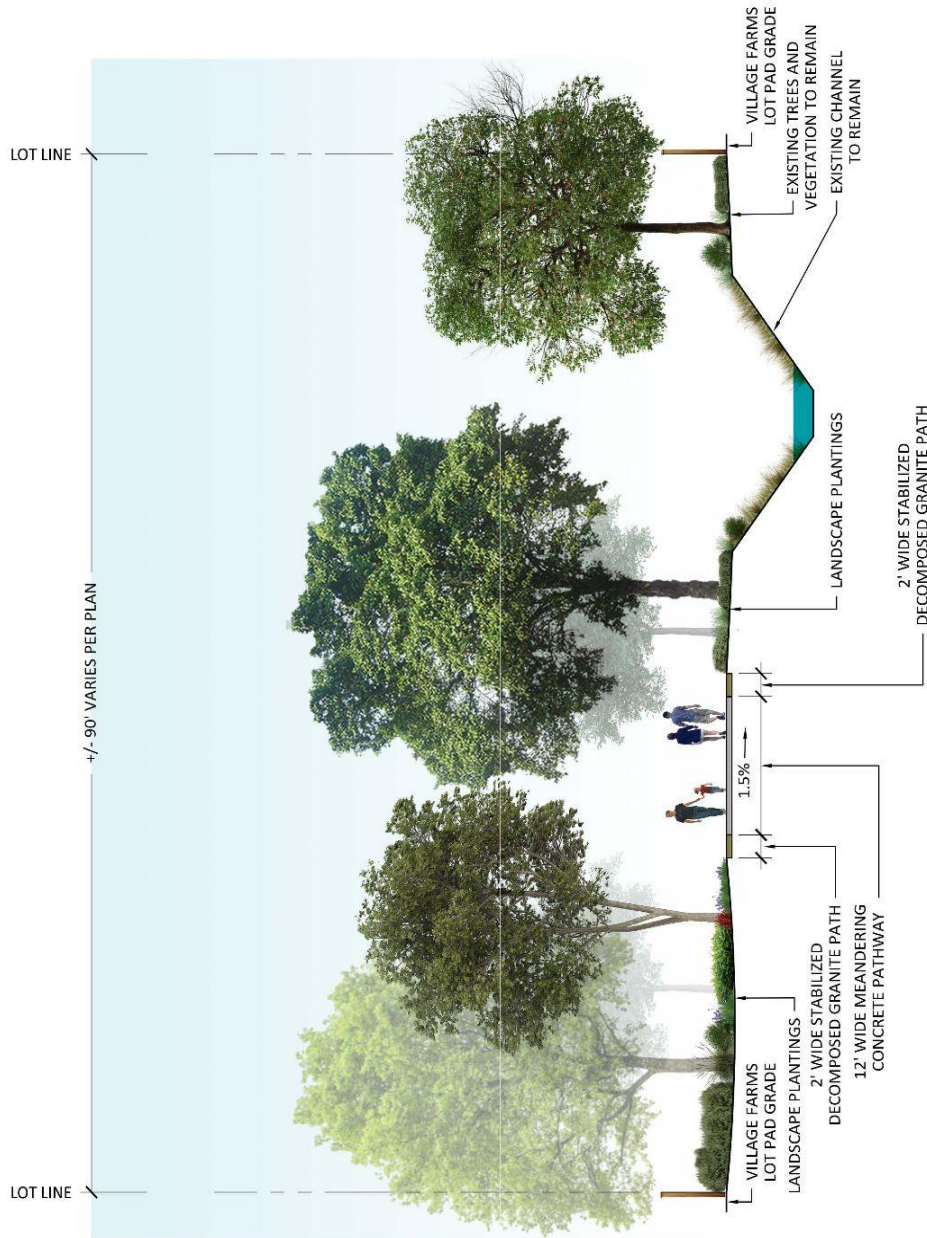 LOT LINE
+/- 90' VARIES PER PLAN
LOT LINE
1.5%
VILLAGE FARMS
LOT PAD GRADE
LANDSCAPE PLANTINGS
2' WIDE STABILIZED
DECOMPOSED GRANITE PATH
12' WIDE MEANDERING
CONCRETE PATHWAY
2' WIDE STABILIZED
DECOMPOSED GRANITE PATH
LANDSCAPE PLANTINGS
EXISTING CHANNEL
TO REMAIN
EXISTING TREES AND
VEGETATION TO REMAIN
VILLAGE FARMS
LOT PAD GRADE